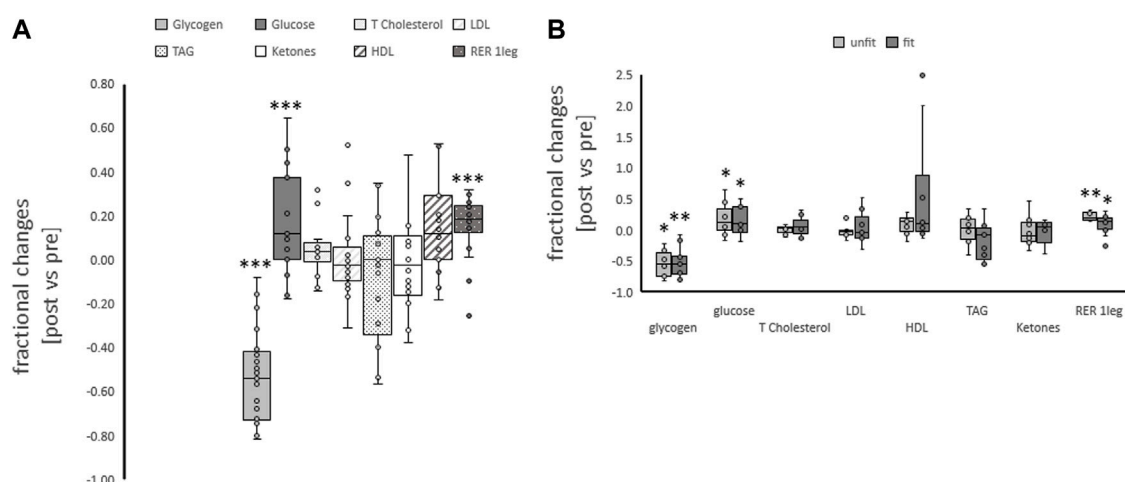 A
Glycogen Glucose T Cholesterol LDL
TAG Ketones HDL RER 1leg
fractional changes
[post vs pre]
0.80
0.60
0.40
0.20
0.00
-0.20
-0.40
-0.60
-0.80
-1.00
***
***
***
B
unfit fit
fractional changes
[post vs pre]
2.5
2.0
1.5
1.0
0.5
0.0
-0.5
-1.0
*
**
*
*
**
*
glucose LDL TAG RER 1leg
glycogen T Cholesterol HDL Ketones